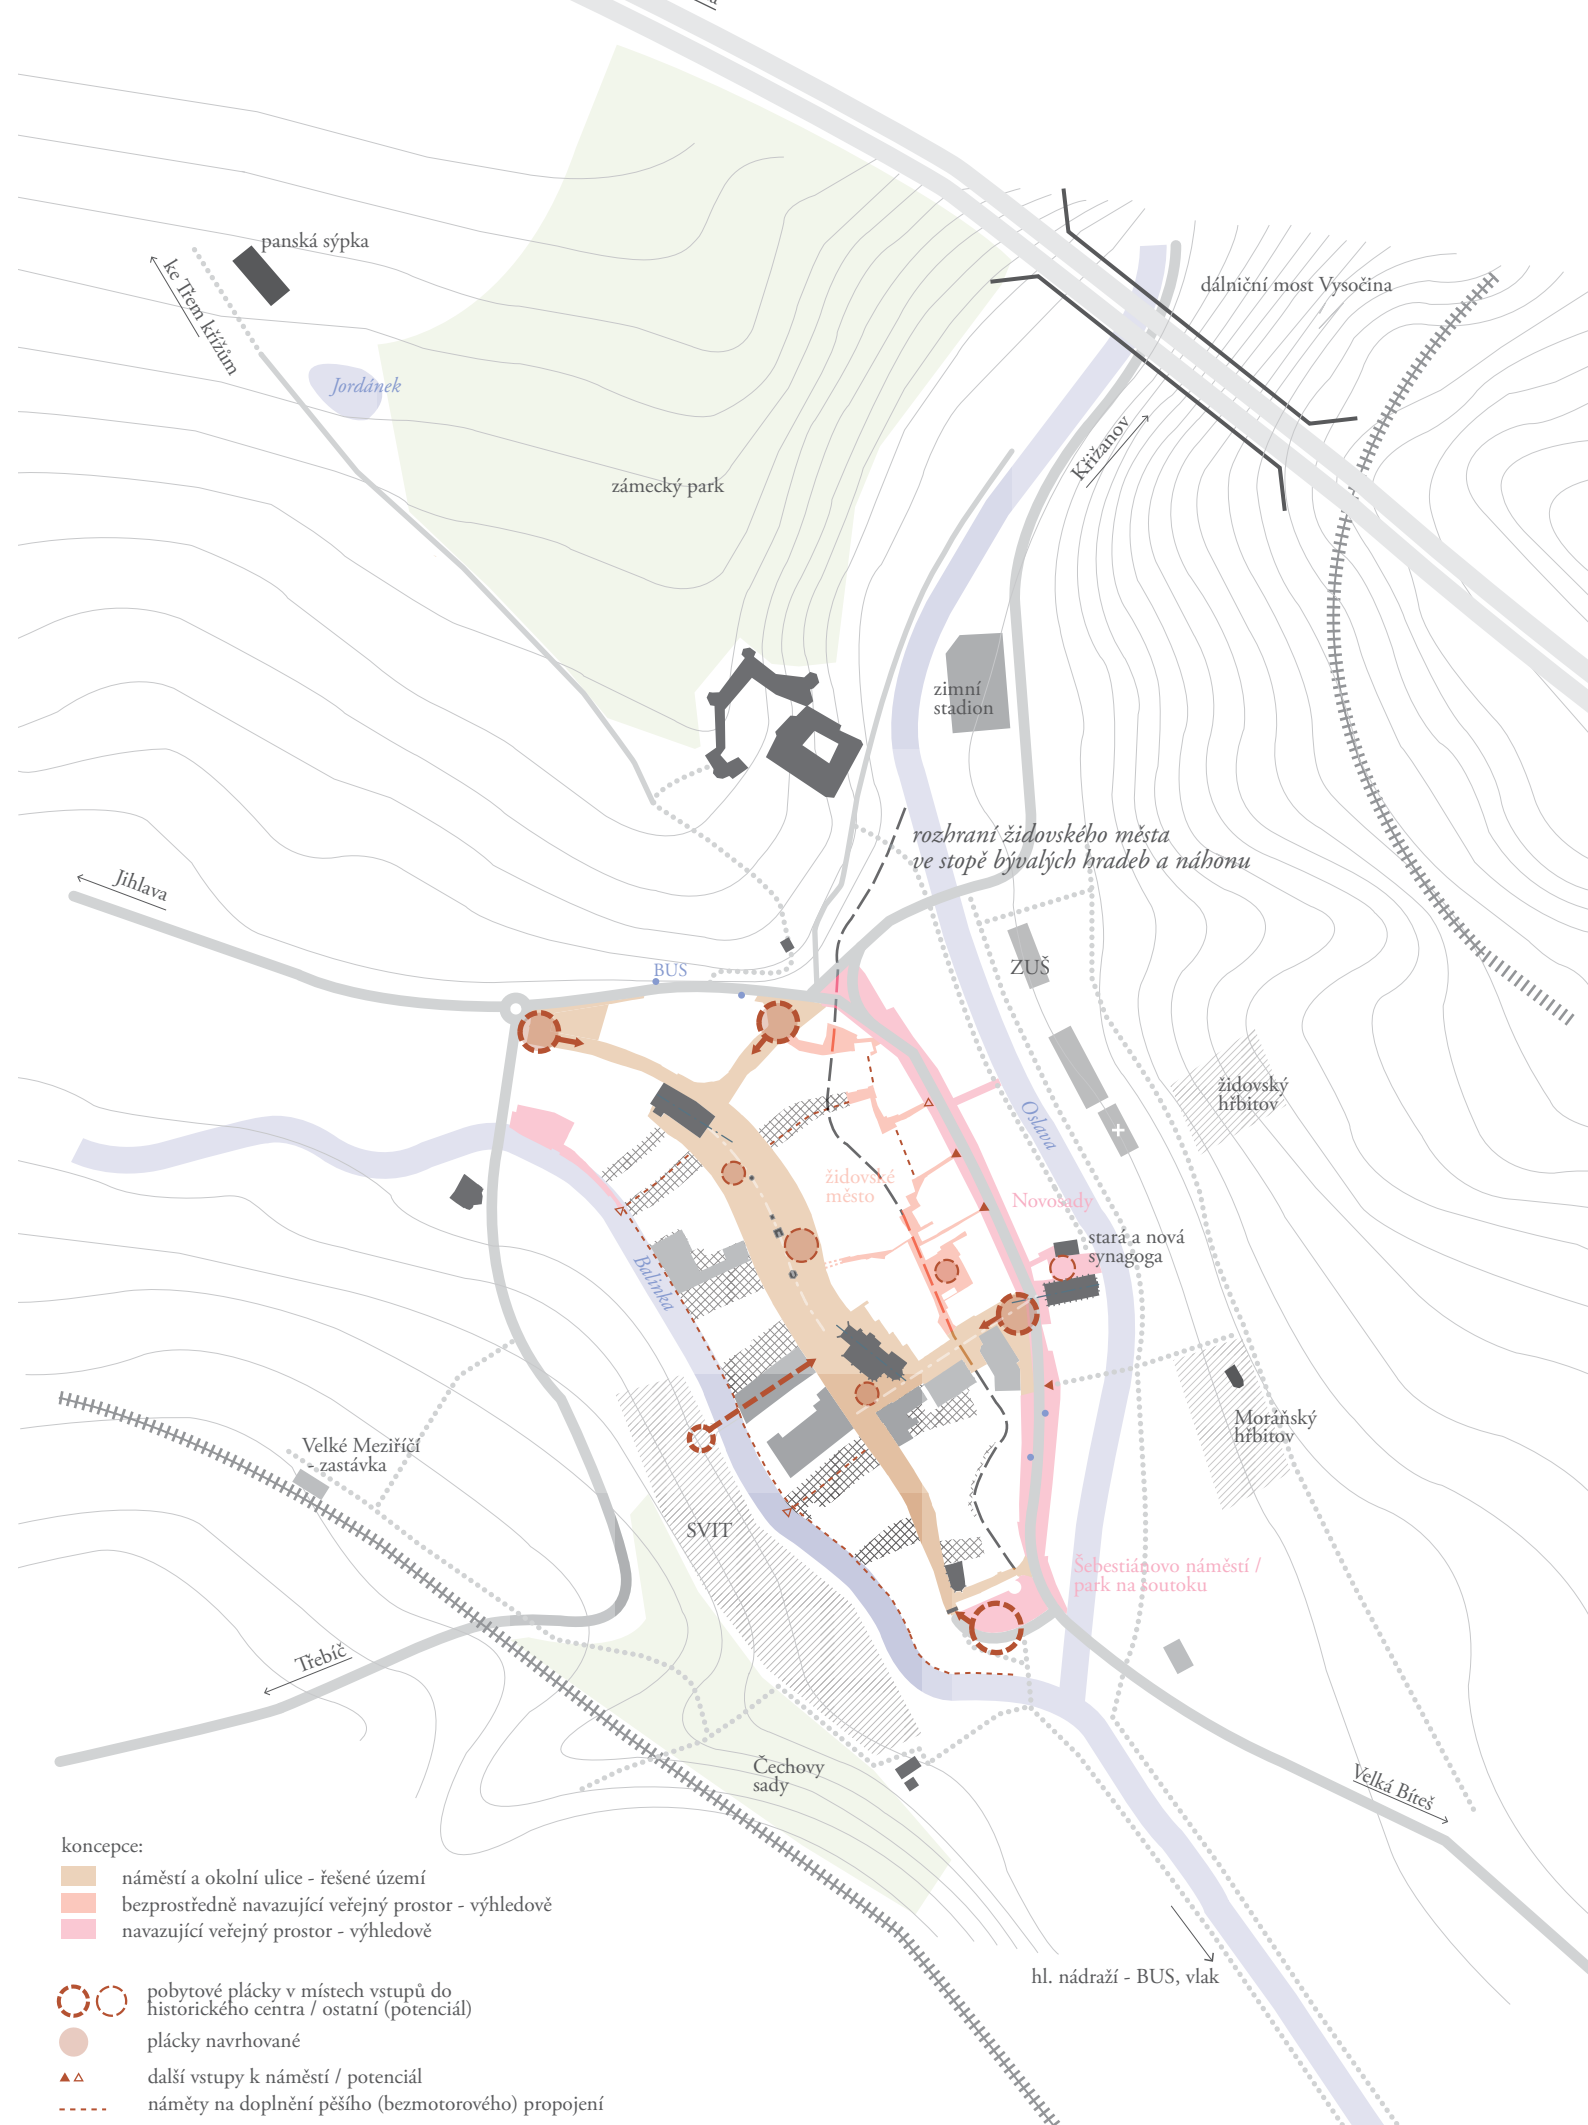 panská sýpka
ke Třem křížům
dálniční most Vysočina
Jordánek
Křižanov
zámecký park
zimní
stadion
rozhraní židovského města
ve stopě bývalých hradeb a náhonu
Jihlava
BUS
ZUŠ
židovský
hřbitov
Oslava
židovské
město
Novosady
stará a nová
synagoga
Balinka
Moráňský
hřbitov
Velké Meziříčí
- zastávka
SVIT
Šebestiánovo náměstí /
park na soutoku
Třebíč
Čechovy
sady
Velká Bíteš
hl. nádraží - BUS, vlak
koncepce:
náměstí a okolní ulice - řešené území
bezprostředně navazující veřejný prostor - výhledově
navazující veřejný prostor - výhledově
pobytové plácky v místech vstupů do
historického centra / ostatní (potenciál)
plácky navrhované
další vstupy k náměstí / potenciál
náměty na doplnění pěšího (bezmotorového) propojení